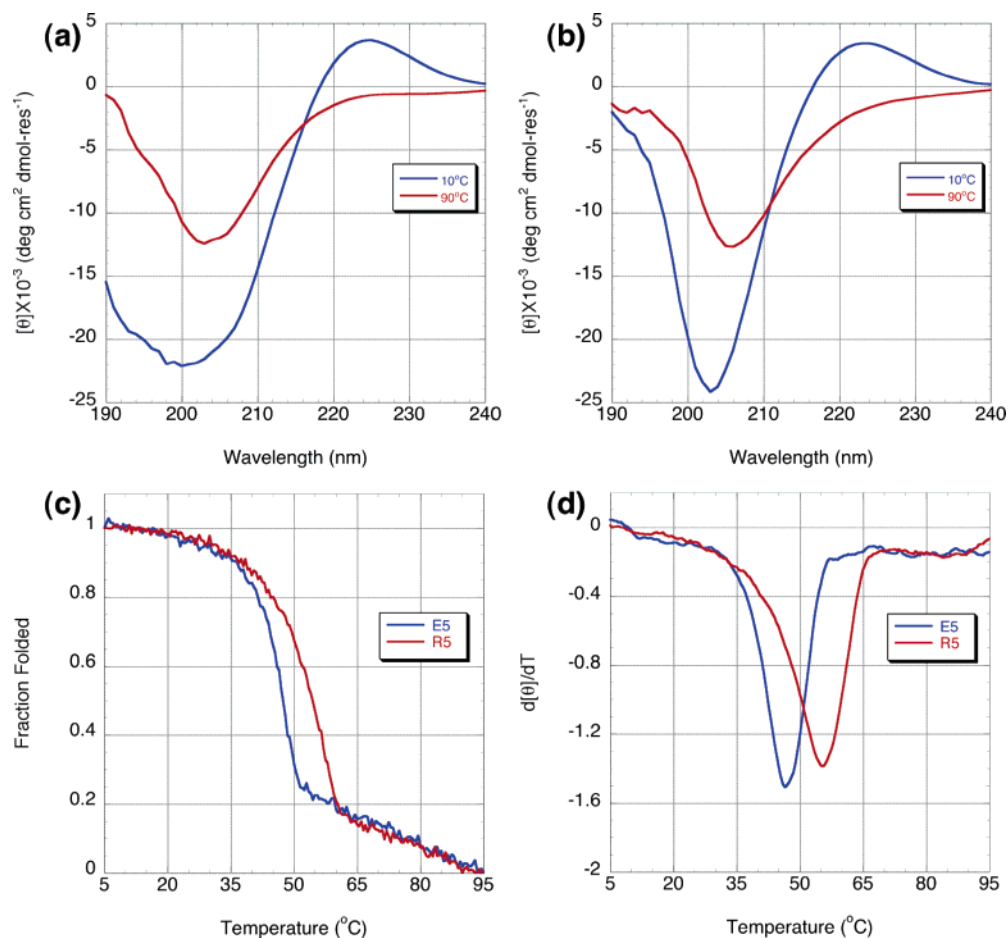 (a)
[θ]X10⁻³ (deg cm² dmol-res⁻¹)
5
0
-5
-10
-15
-20
-25
10°C
90°C
190 200 210 220 230 240
Wavelength (nm)
(b)
[θ]X10⁻³ (deg cm² dmol-res⁻¹)
5
0
-5
-10
-15
-20
-25
10°C
90°C
190 200 210 220 230 240
Wavelength (nm)
(c)
Fraction Folded
1
0.8
0.6
0.4
0.2
0
E5
R5
5 20 35 50 65 80 95
Temperature (°C)
(d)
d[θ]/dT
0
-0.4
-0.8
-1.2
-1.6
-2
E5
R5
5 20 35 50 65 80 95
Temperature (°C)